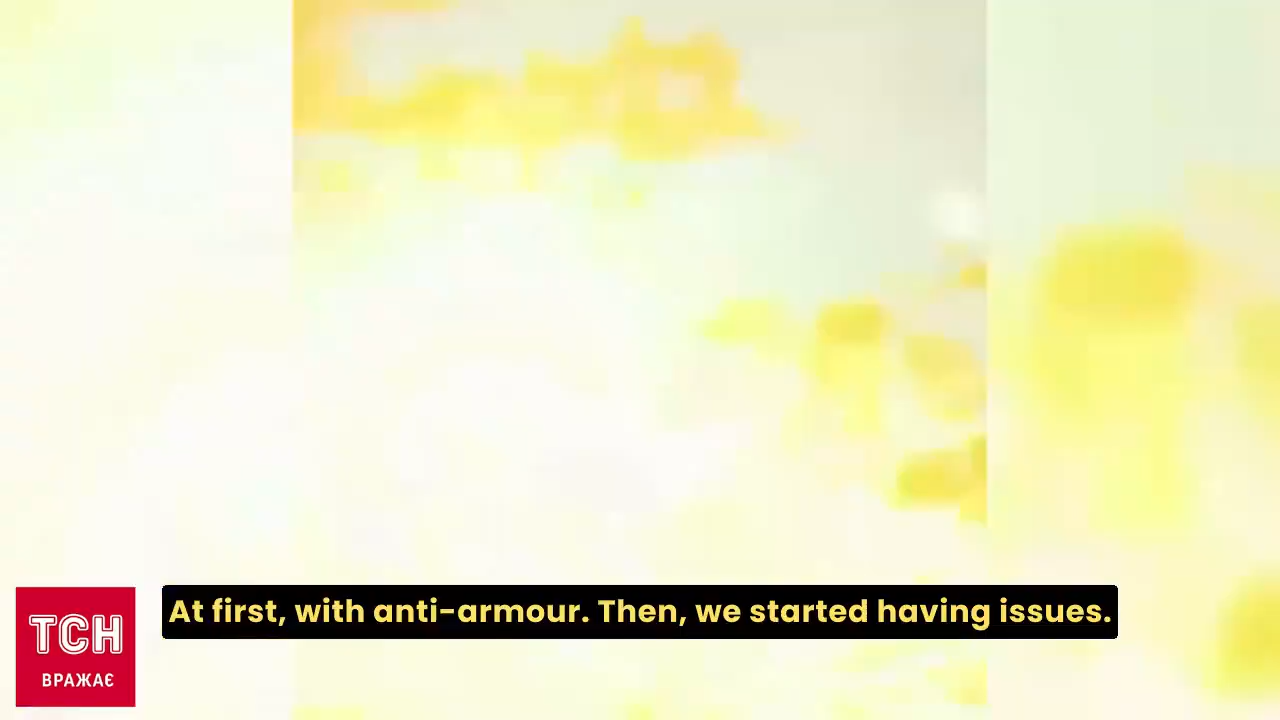 At first, with anti-armour. Then, we started having issues.
ТСН
ВРАЖАЄ